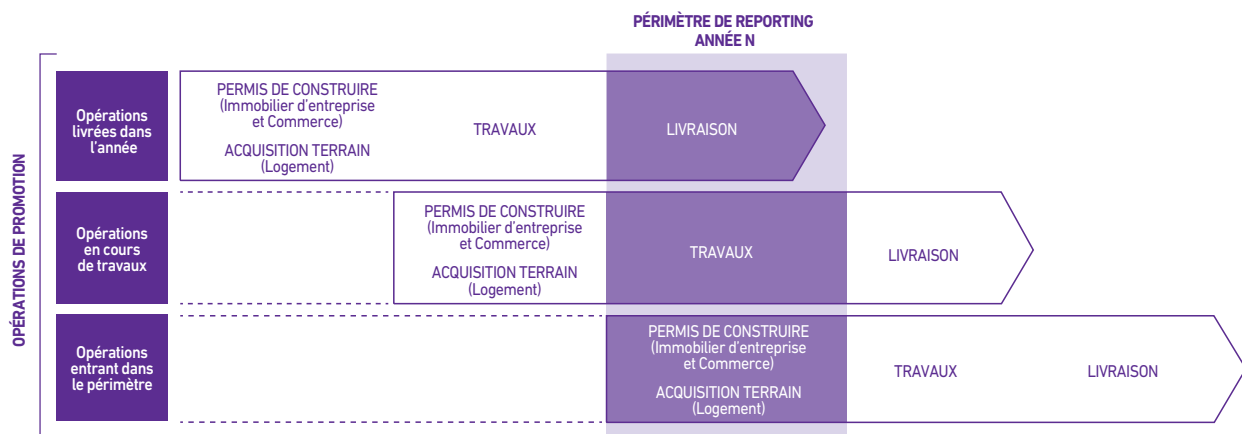 PÉRIMÈTRE DE REPORTING
ANNÉE N
OPÉRATIONS DE PROMOTION
Opérations
livrées dans
l'année
PERMIS DE CONSTRUIRE
(Immobilier d'entreprise
et Commerce)
ACQUISITION TERRAIN
(Logement)
TRAVAUX
LIVRAISON
Opérations
en cours
de travaux
PERMIS DE CONSTRUIRE
(Immobilier d'entreprise
et Commerce)
ACQUISITION TERRAIN
(Logement)
TRAVAUX
LIVRAISON
Opérations
entrant dans
le périmètre
PERMIS DE CONSTRUIRE
(Immobilier d'entreprise
et Commerce)
ACQUISITION TERRAIN
(Logement)
TRAVAUX
LIVRAISON